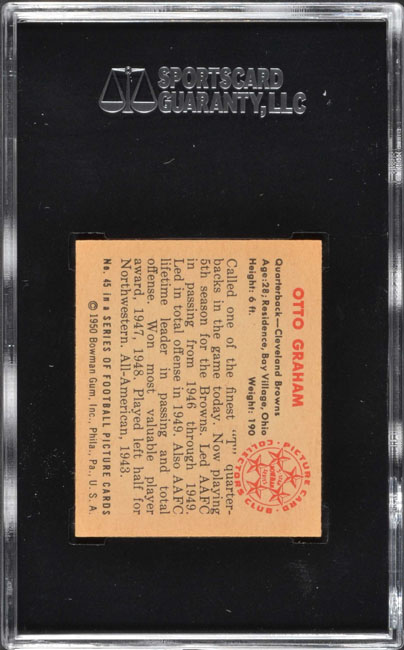 SPORTSCARD
GUARANTY, LLC
OTTO GRAHAM
Quarterback—Cleveland Browns
Age: 28; Residence, Bay Village, Ohio
Height: 6 ft. Weight: 190
Called one of the finest "T" quarter-
backs in the game today. Now playing
5th season for the Browns. Led AAFC
in passing from 1946 through 1949.
Led in total offense in 1949. Also AAFC
lifetime leader in passing and total
offense. Won most valuable player
award, 1947, 1948. Played left half for
Northwestern. All-American, 1943.
No. 45 in a SERIES OF FOOTBALL PICTURE CARDS
© 1950 Bowman Gum, Inc., Phila., Pa., U. S. A.
PICTURE CARD
COLLECTORS CLUB